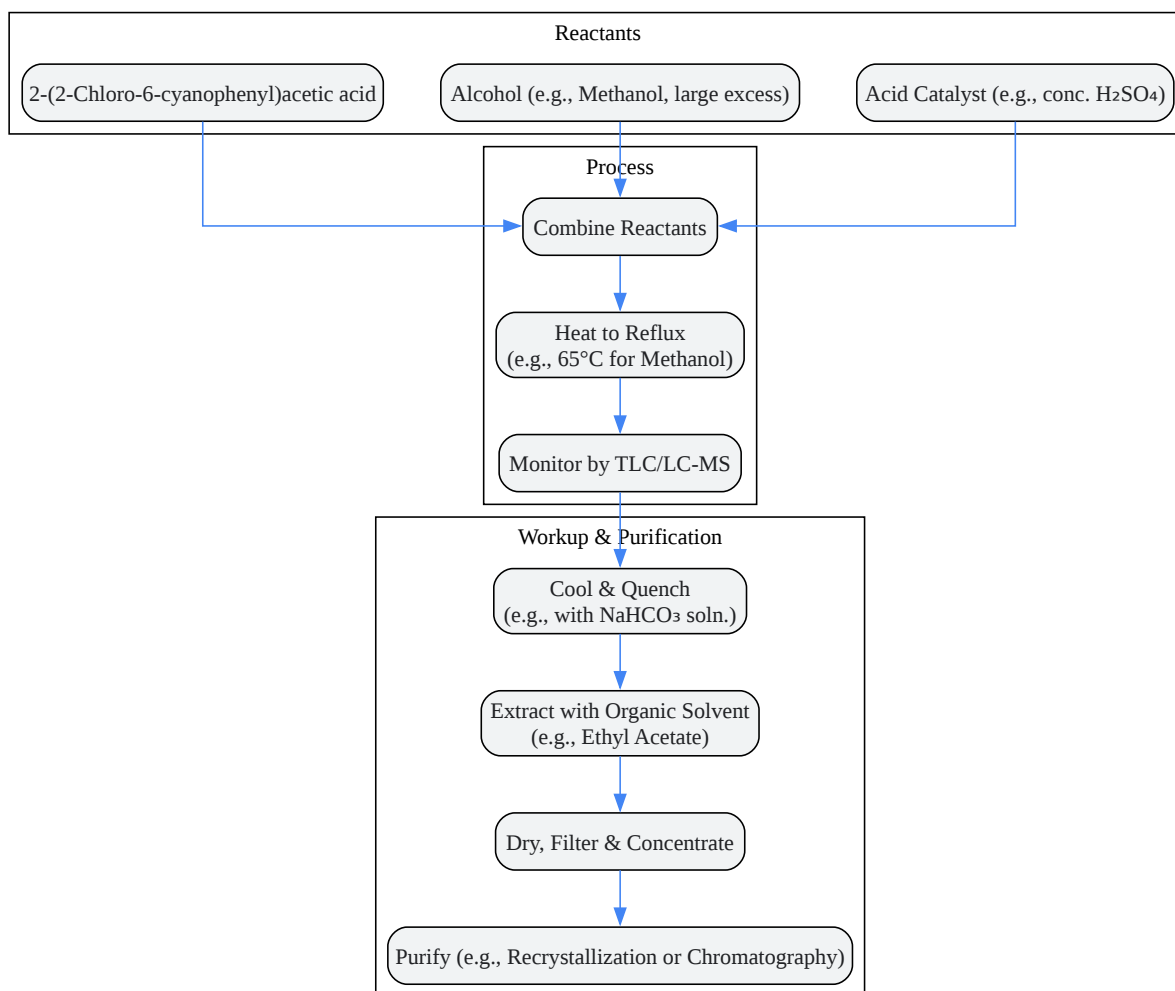 Reactants
2-(2-Chloro-6-cyanophenyl)acetic acid
Alcohol (e.g., Methanol, large excess)
Acid Catalyst (e.g., conc. H₂SO₄)
Process
Combine Reactants
Heat to Reflux
(e.g., 65°C for Methanol)
Monitor by TLC/LC-MS
Workup & Purification
Cool & Quench
(e.g., with NaHCO₃ soln.)
Extract with Organic Solvent
(e.g., Ethyl Acetate)
Dry, Filter & Concentrate
Purify (e.g., Recrystallization or Chromatography)